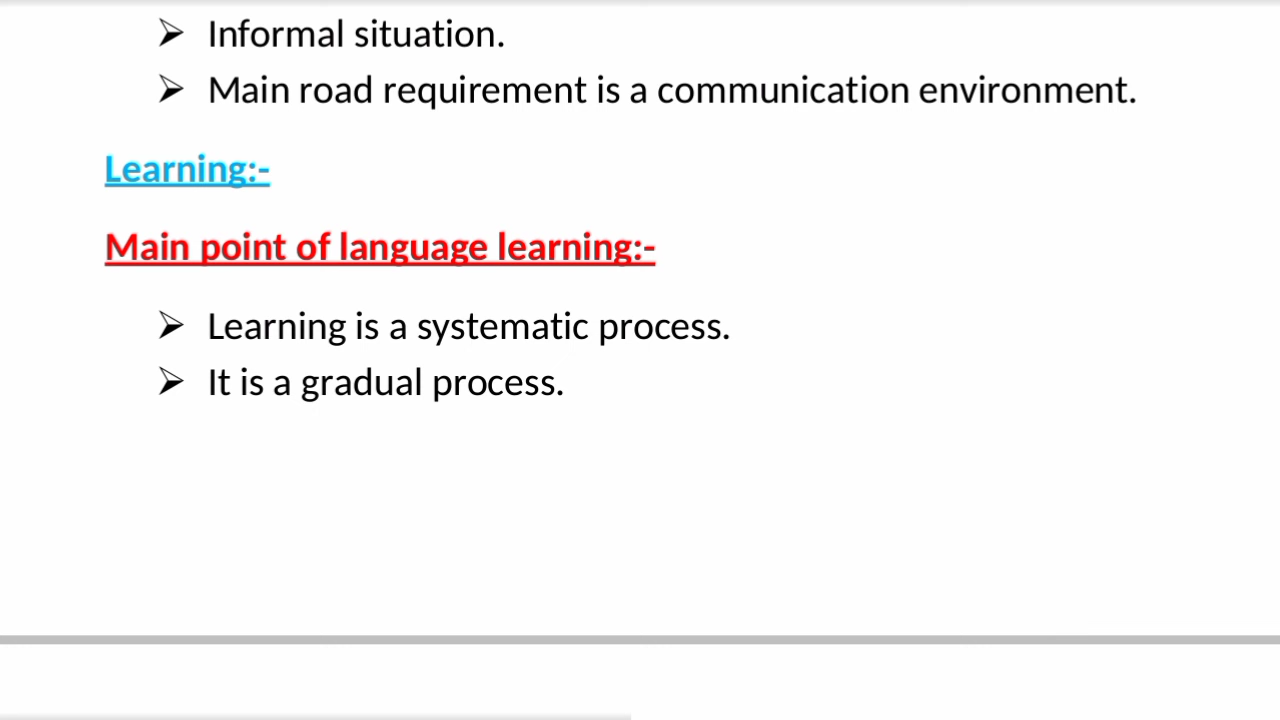 ➢ Informal situation.
➢ Main road requirement is a communication environment.
Learning:-
Main point of language learning:-
➢ Learning is a systematic process.
➢ It is a gradual process.